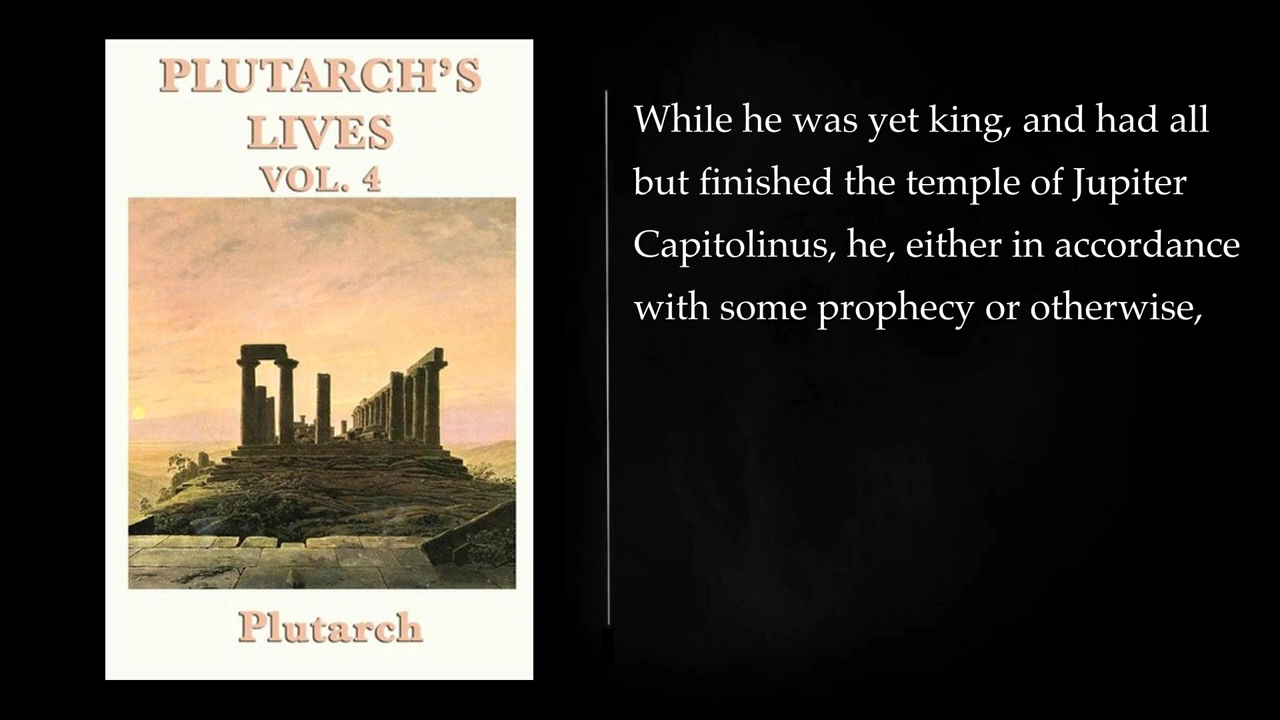 PLUTARCH'S
LIVES
VOL. 4
Plutarch
While he was yet king, and had all
but finished the temple of Jupiter
Capitolinus, he, either in accordance
with some prophecy or otherwise,